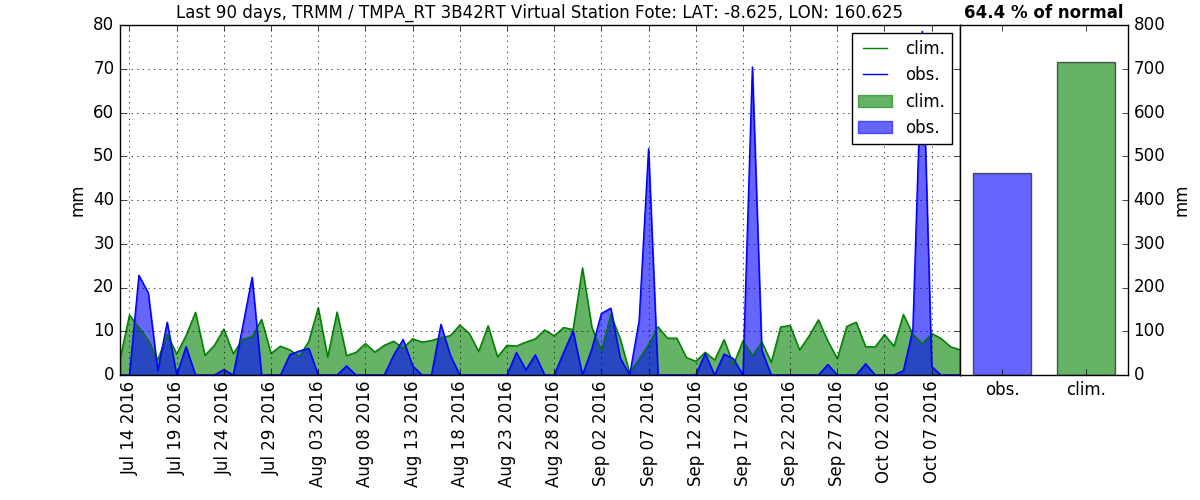 Last 90 days, TRMM / TMPA_RT 3B42RT Virtual Station Fote: LAT: -8.625, LON: 160.625
64.4 % of normal
80
70
60
50
40
30
20
10
0
mm
clim.
obs.
clim.
obs.
Jul 14 2016
Jul 19 2016
Jul 24 2016
Jul 29 2016
Aug 03 2016
Aug 08 2016
Aug 13 2016
Aug 18 2016
Aug 23 2016
Aug 28 2016
Sep 02 2016
Sep 07 2016
Sep 12 2016
Sep 17 2016
Sep 22 2016
Sep 27 2016
Oct 02 2016
Oct 07 2016
800
700
600
500
400
300
200
100
0
mm
obs.
clim.